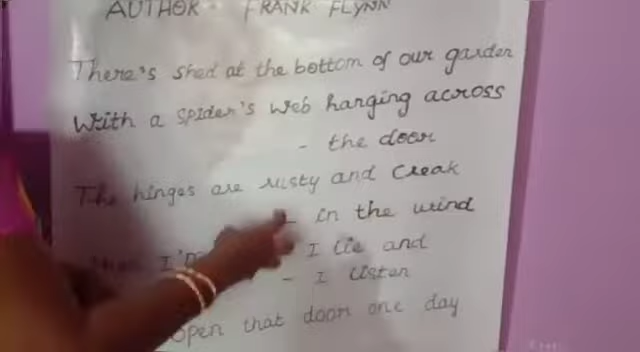 AUTHOR - FRANK FLYNN
There's shed at the bottom of our garden
With a spider's web hanging across
- the door
The hinges are rusty and creak
- in the wind
I'm I lie and
- I listen
open that door one day